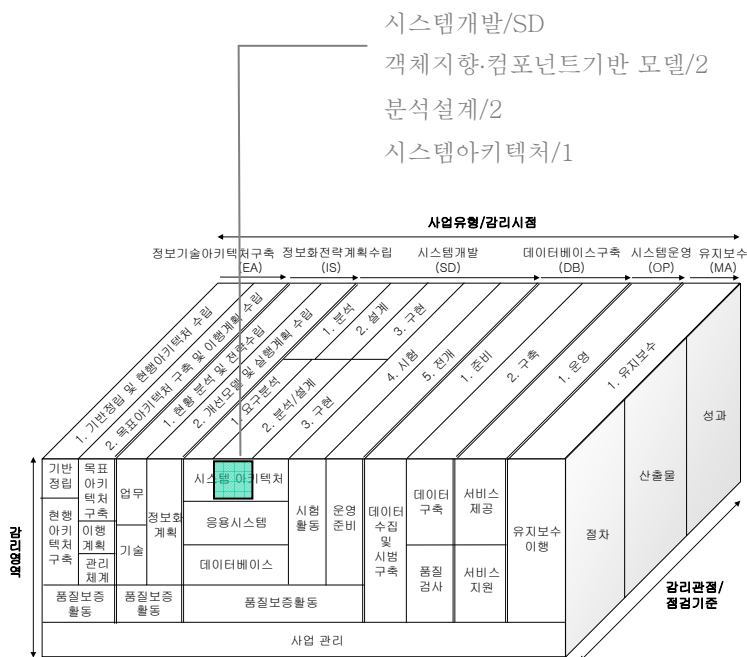 시스템개발/SD
객체지향·컴포넌트기반 모델/2
분석설계/2
시스템아키텍처/1
사업유형/감리시점
정보기술아키텍처구축
(EA)
정보화전략계획수립
(IS)
시스템개발
(SD)
데이터베이스구축
(DB)
시스템운영
(OP)
유지보수
(MA)
1. 기반정립 및 현행아키텍처 수립
2. 목표아키텍처 구축 및 이행계획 수립
1. 현황 분석 및 전략수립
2. 개선모델 및 실행계획 수립
1. 분석
2. 설계
3. 구현
1. 요구분석
2. 분석/설계
3. 구현
4. 시험
5. 전개
1. 준비
2. 구축
1. 운영
1. 유지보수
감리영역
기반
정립
현행
아키
텍처
구축
목표
아키
텍처
구축
이행
계획
관리
체계
품질보증
활동
업무
기술
정보화
계획
품질보증
활동
시스템 아키텍처
응용시스템
데이터베이스
시험
활동
운영
준비
품질보증활동
데이터
수집
및
시범
구축
데이터
구축
품질
검사
서비스
제공
서비스
지원
유지보수
이행
사업 관리
절차
산출물
성과
감리관점/
점검기준